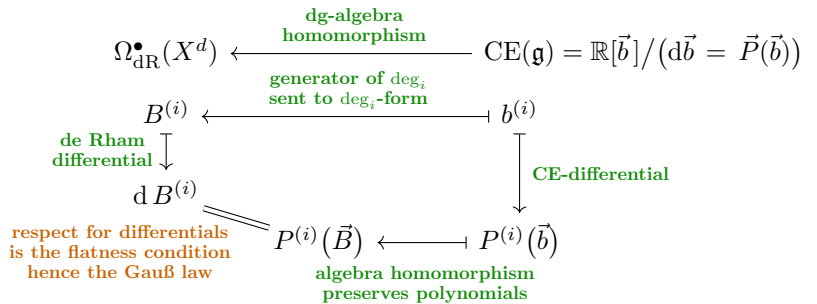 dg-algebra
homomorphism
Ω•dR(X^d) ⟵ CE(𝔤) = ℝ[b⃗]/(db⃗ = P⃗(b⃗))
generator of deg_i
sent to deg_i-form
B^(i) ⟵ b^(i)
de Rham
differential
CE-differential
d B^(i)
respect for differentials
is the flatness condition
hence the Gauß law
P^(i)(B⃗) ⟵ P^(i)(b⃗)
algebra homomorphism
preserves polynomials